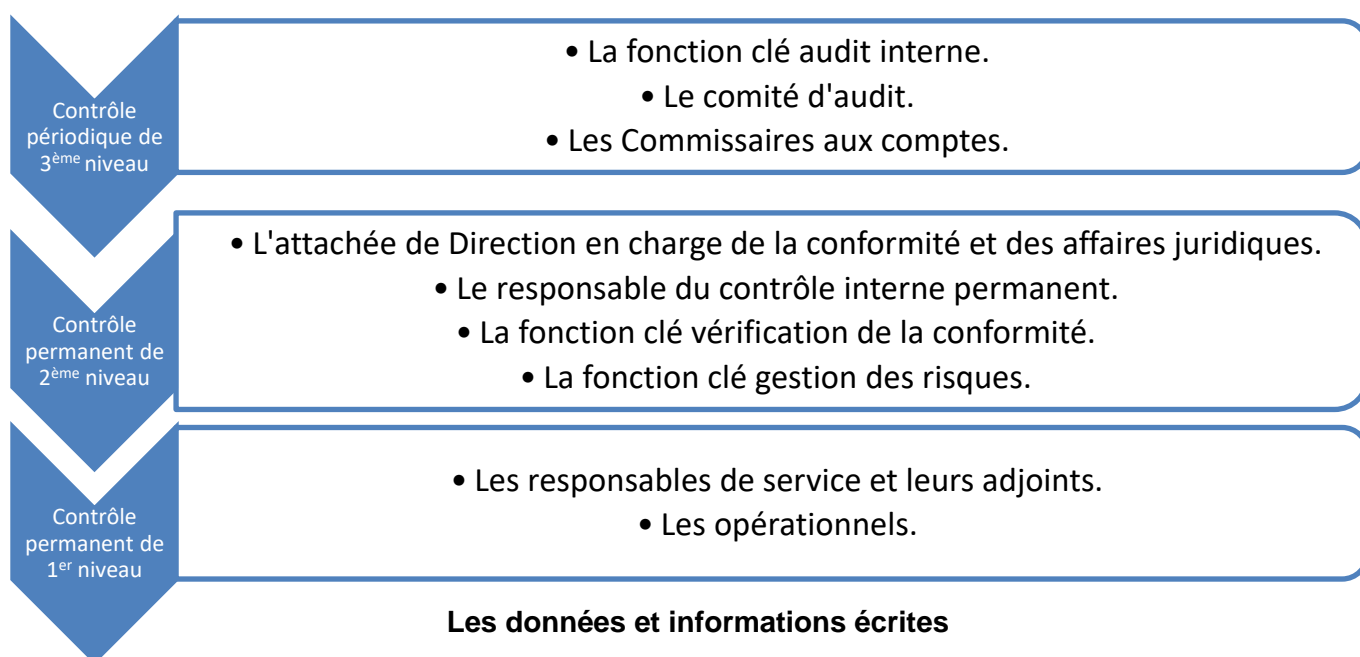 Contrôle
périodique de
3ème niveau
• La fonction clé audit interne.
• Le comité d'audit.
• Les Commissaires aux comptes.
Contrôle
permanent de
2ème niveau
• L'attachée de Direction en charge de la conformité et des affaires juridiques.
• Le responsable du contrôle interne permanent.
• La fonction clé vérification de la conformité.
• La fonction clé gestion des risques.
Contrôle
permanent de
1er niveau
• Les responsables de service et leurs adjoints.
• Les opérationnels.
Les données et informations écrites